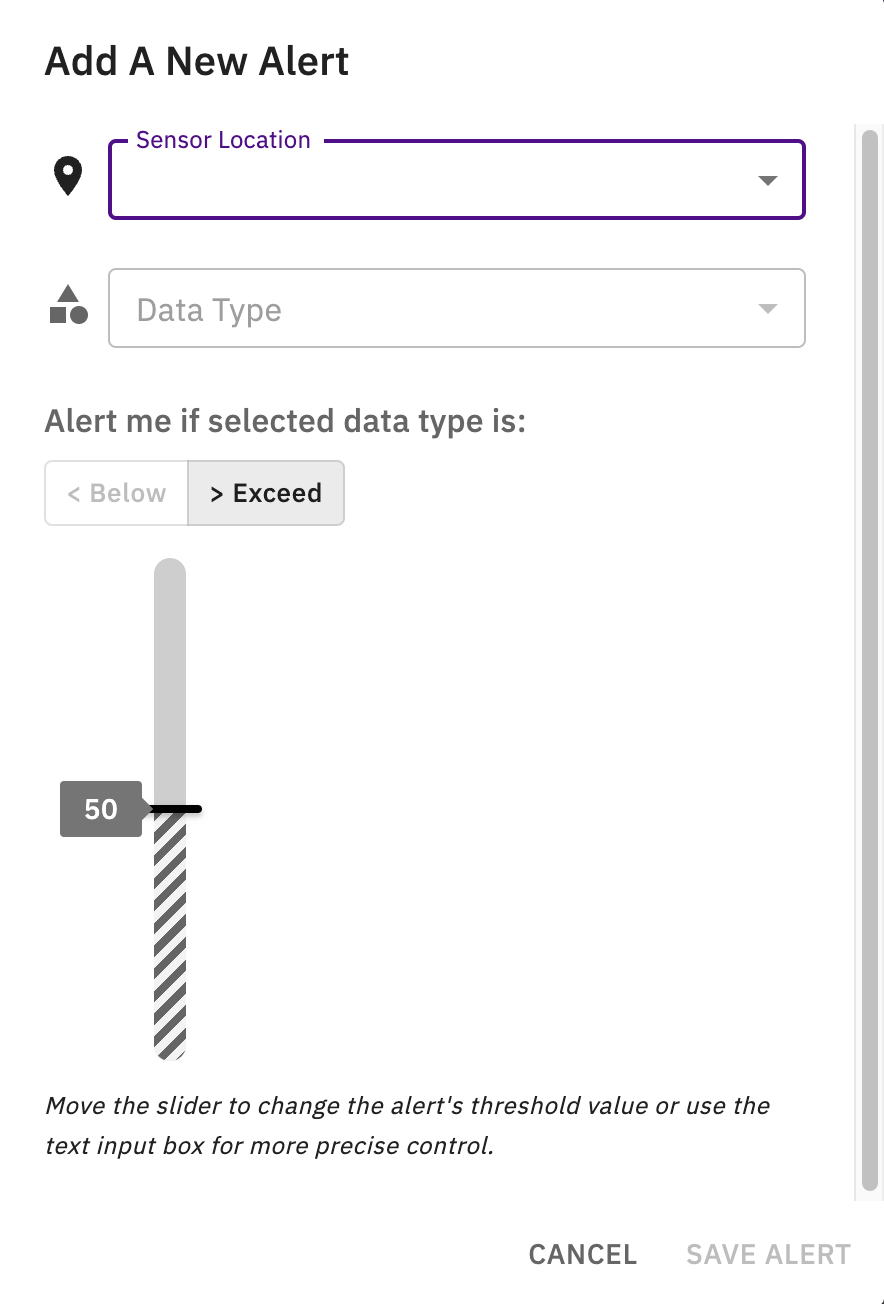 Add A New Alert
Sensor Location
Data Type
Alert me if selected data type is:
< Below > Exceed
50
Move the slider to change the alert's threshold value or use the
text input box for more precise control.
CANCEL SAVE ALERT